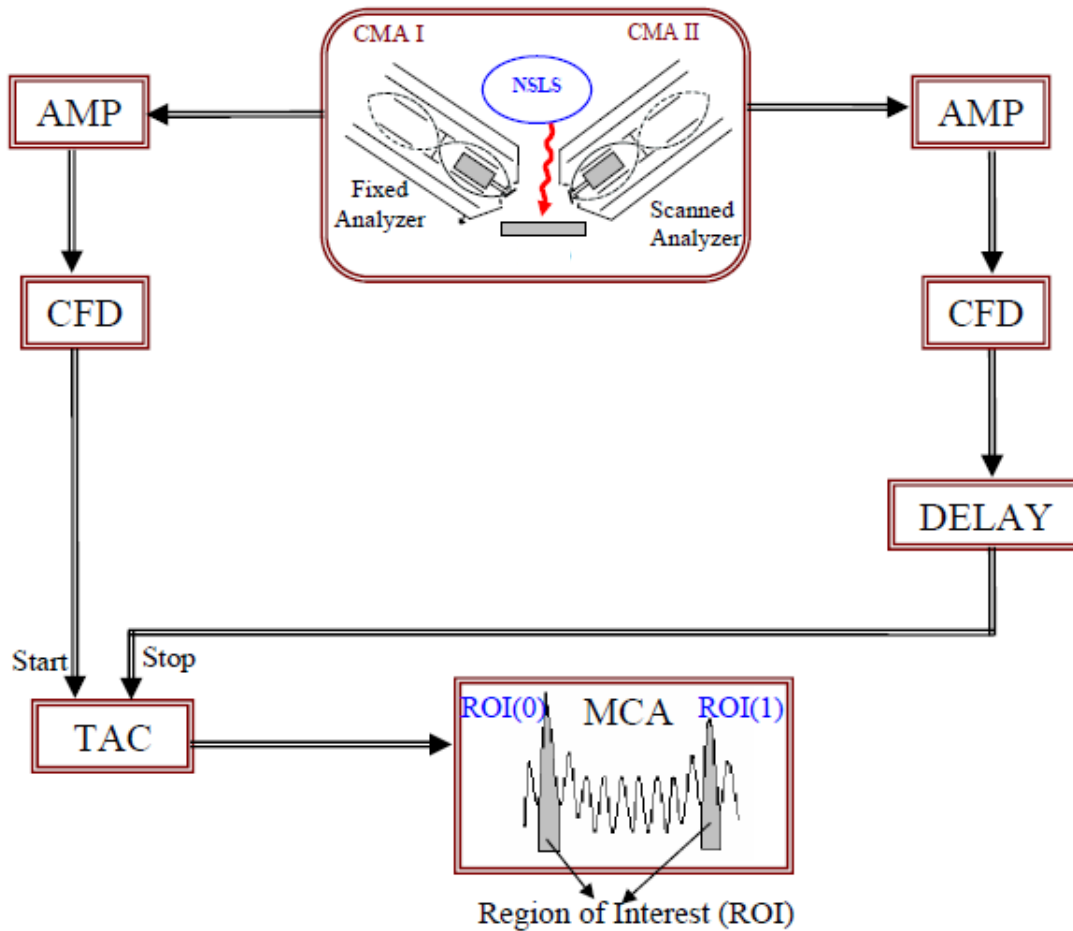 CMA I
CMA II
NSLS
AMP
AMP
Fixed
Analyzer
Scanned
Analyzer
CFD
CFD
DELAY
Start
Stop
TAC
ROI(0)
MCA
ROI(1)
Region of Interest (ROI)